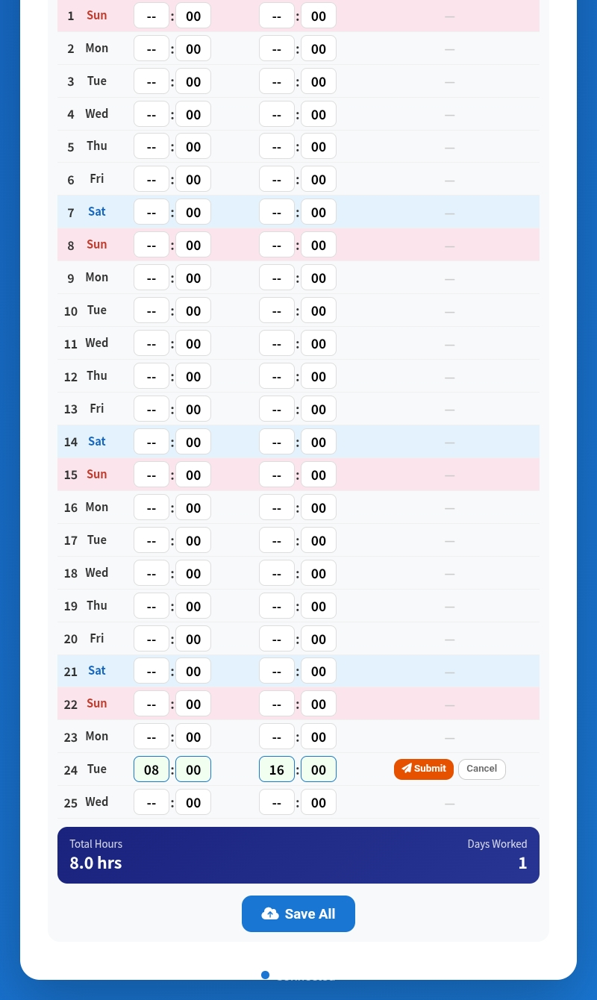 1 Sun -- : 00 -- : 00 —
2 Mon -- : 00 -- : 00 —
3 Tue -- : 00 -- : 00 —
4 Wed -- : 00 -- : 00 —
5 Thu -- : 00 -- : 00 —
6 Fri -- : 00 -- : 00 —
7 Sat -- : 00 -- : 00 —
8 Sun -- : 00 -- : 00 —
9 Mon -- : 00 -- : 00 —
10 Tue -- : 00 -- : 00 —
11 Wed -- : 00 -- : 00 —
12 Thu -- : 00 -- : 00 —
13 Fri -- : 00 -- : 00 —
14 Sat -- : 00 -- : 00 —
15 Sun -- : 00 -- : 00 —
16 Mon -- : 00 -- : 00 —
17 Tue -- : 00 -- : 00 —
18 Wed -- : 00 -- : 00 —
19 Thu -- : 00 -- : 00 —
20 Fri -- : 00 -- : 00 —
21 Sat -- : 00 -- : 00 —
22 Sun -- : 00 -- : 00 —
23 Mon -- : 00 -- : 00 —
24 Tue 08 : 00 16 : 00 Submit Cancel
25 Wed -- : 00 -- : 00 —
Total Hours Days Worked
8.0 hrs 1
Save All